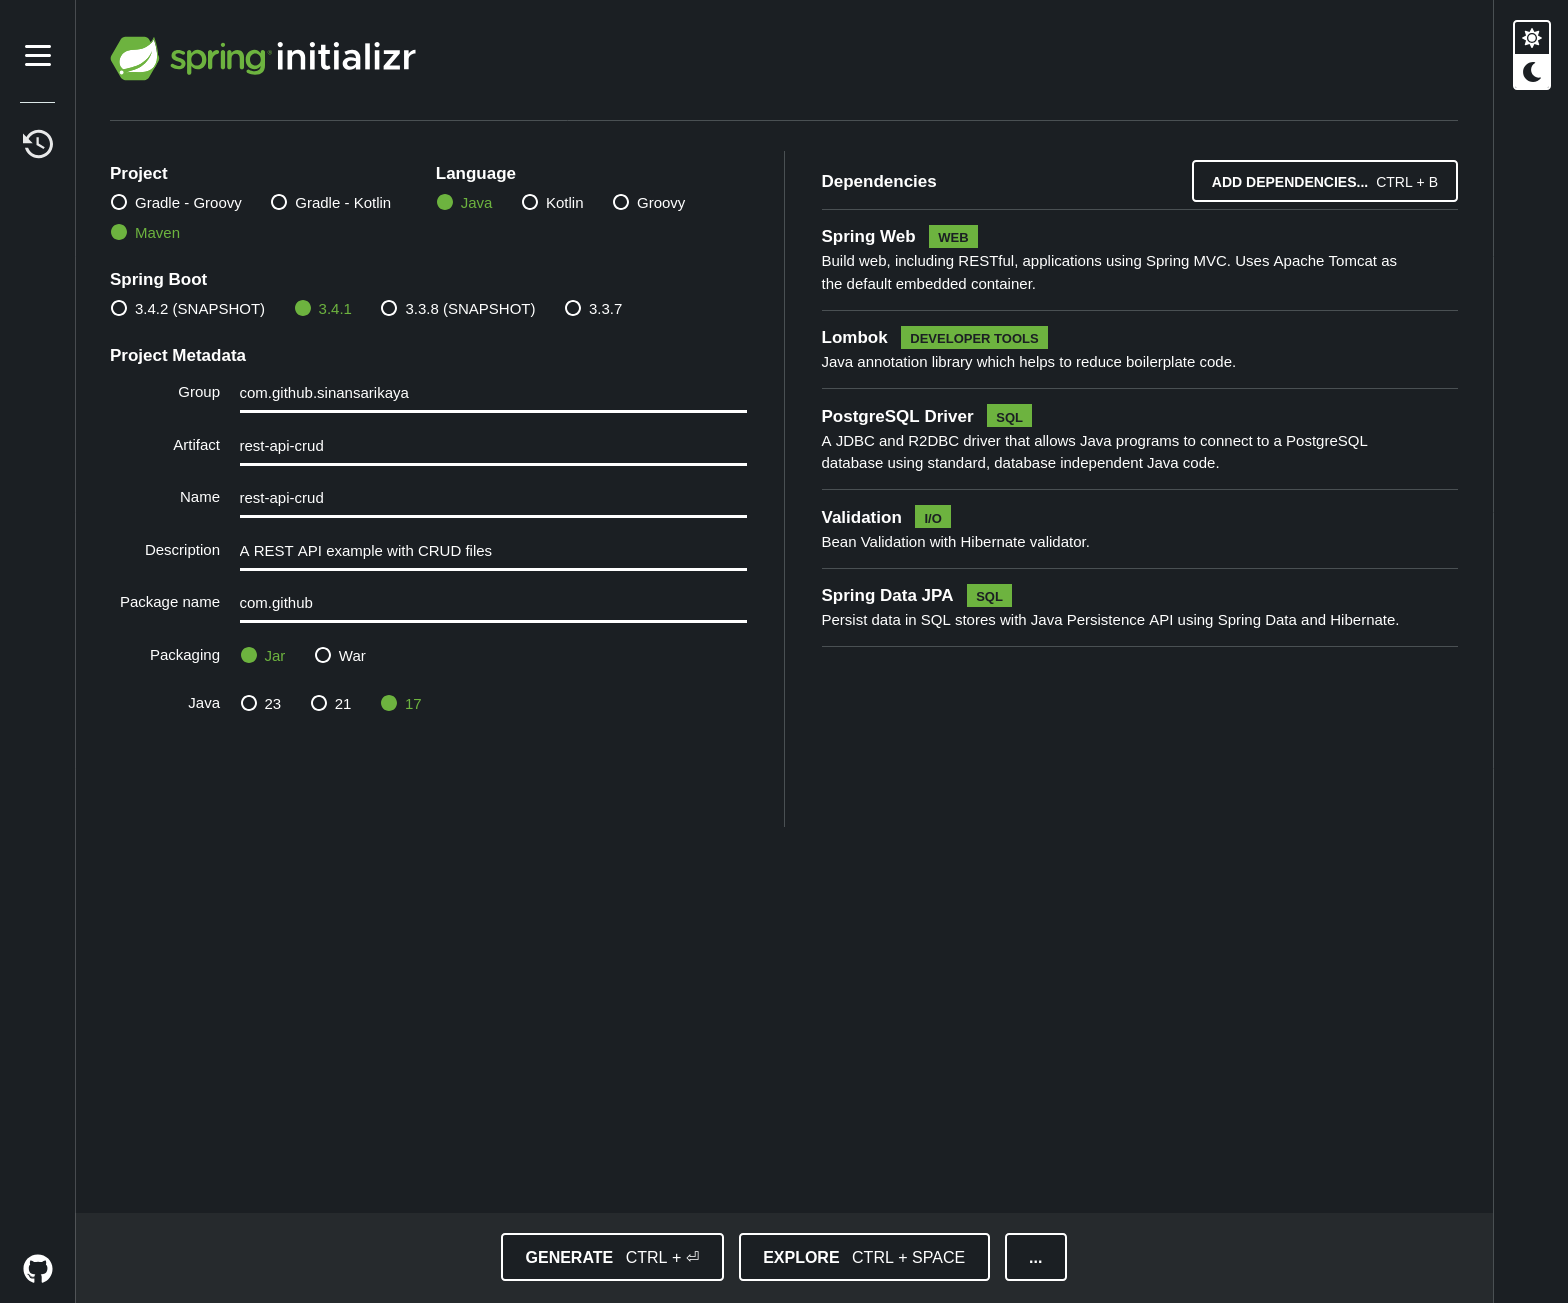 spring initializr
Project
Gradle - Groovy Gradle - Kotlin
Maven
Language
Java Kotlin Groovy
Spring Boot
3.4.2 (SNAPSHOT) 3.4.1 3.3.8 (SNAPSHOT) 3.3.7
Project Metadata
Group com.github.sinansarikaya
Artifact rest-api-crud
Name rest-api-crud
Description A REST API example with CRUD files
Package name com.github
Packaging Jar War
Java 23 21 17
Dependencies ADD DEPENDENCIES... CTRL + B
Spring Web WEB
Build web, including RESTful, applications using Spring MVC. Uses Apache Tomcat as
the default embedded container.
Lombok DEVELOPER TOOLS
Java annotation library which helps to reduce boilerplate code.
PostgreSQL Driver SQL
A JDBC and R2DBC driver that allows Java programs to connect to a PostgreSQL
database using standard, database independent Java code.
Validation I/O
Bean Validation with Hibernate validator.
Spring Data JPA SQL
Persist data in SQL stores with Java Persistence API using Spring Data and Hibernate.
GENERATE CTRL + ⏎ EXPLORE CTRL + SPACE ...